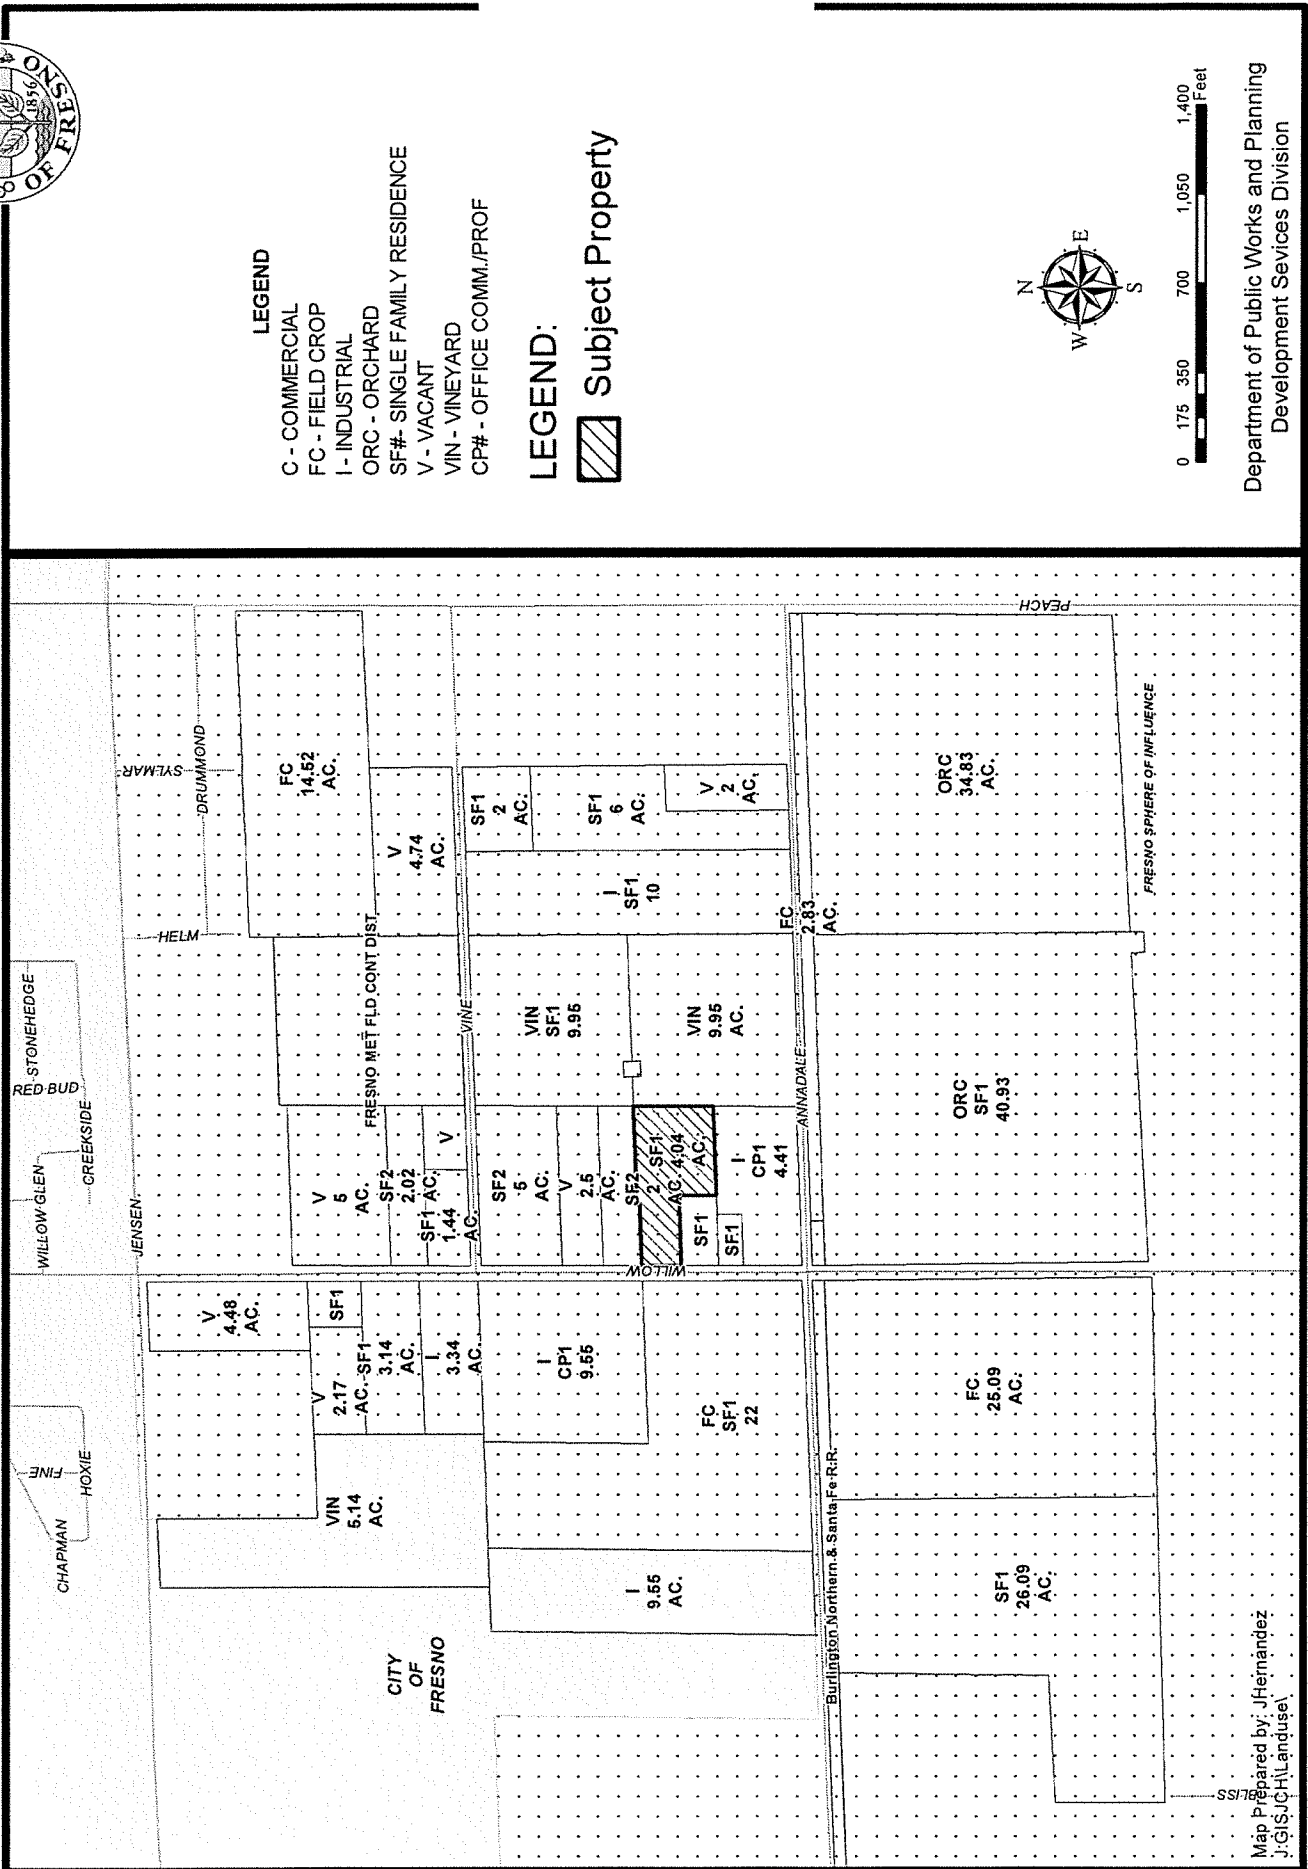 OF FRESNO
1856
LEGEND
C - COMMERCIAL
FC - FIELD CROP
I - INDUSTRIAL
ORC - ORCHARD
SF#- SINGLE FAMILY RESIDENCE
V - VACANT
VIN - VINEYARD
CP# - OFFICE COMM./PROF
LEGEND:
Subject Property
N
W
E
S
0 175 350 700 1,050 1,400
Feet
Department of Public Works and Planning
Development Sevices Division
CHAPMAN
FINE
HOXIE
WILLOW GLEN
RED BUD
STONEHEDGE
CREEKSIDE
JENSEN
HELM
SYLMAR
DRUMMOND
CITY
OF
FRESNO
VIN
5.14
AC.
V
4.48
AC.
V
2.17
AC.
SF1
SF1
3.14
AC.
I
3.34
AC.
V
5
AC.
SF2
2.02
AC.
SF1
1.44
AC.
V
FRESNO MET FLD CONT DIST
FC
14.52
AC.
V
4.74
AC.
VINE
I
9.55
AC.
I
CP1
9.55
FC
SF1
22
WILLOW
SF2
5
AC.
V
2.5
AC.
SF2
2
AC.
SF1
4.04
AC.
SF1
SF1
I
CP1
4.41
VIN
SF1
9.95
VIN
9.95
AC.
I
SF1
10
SF1
2
AC.
SF1
6
AC.
V
2
AC.
FC
2.83
AC.
ANNADALE
PEACH
Burlington Northern & Santa Fe R.R.
SF1
26.09
AC.
FC
25.09
AC.
ORC
SF1
40.93
ORC
34.83
AC.
FRESNO SPHERE OF INFLUENCE
BLISS
Map Prepared by: JHernandez
J:GISJCH\Landuse\